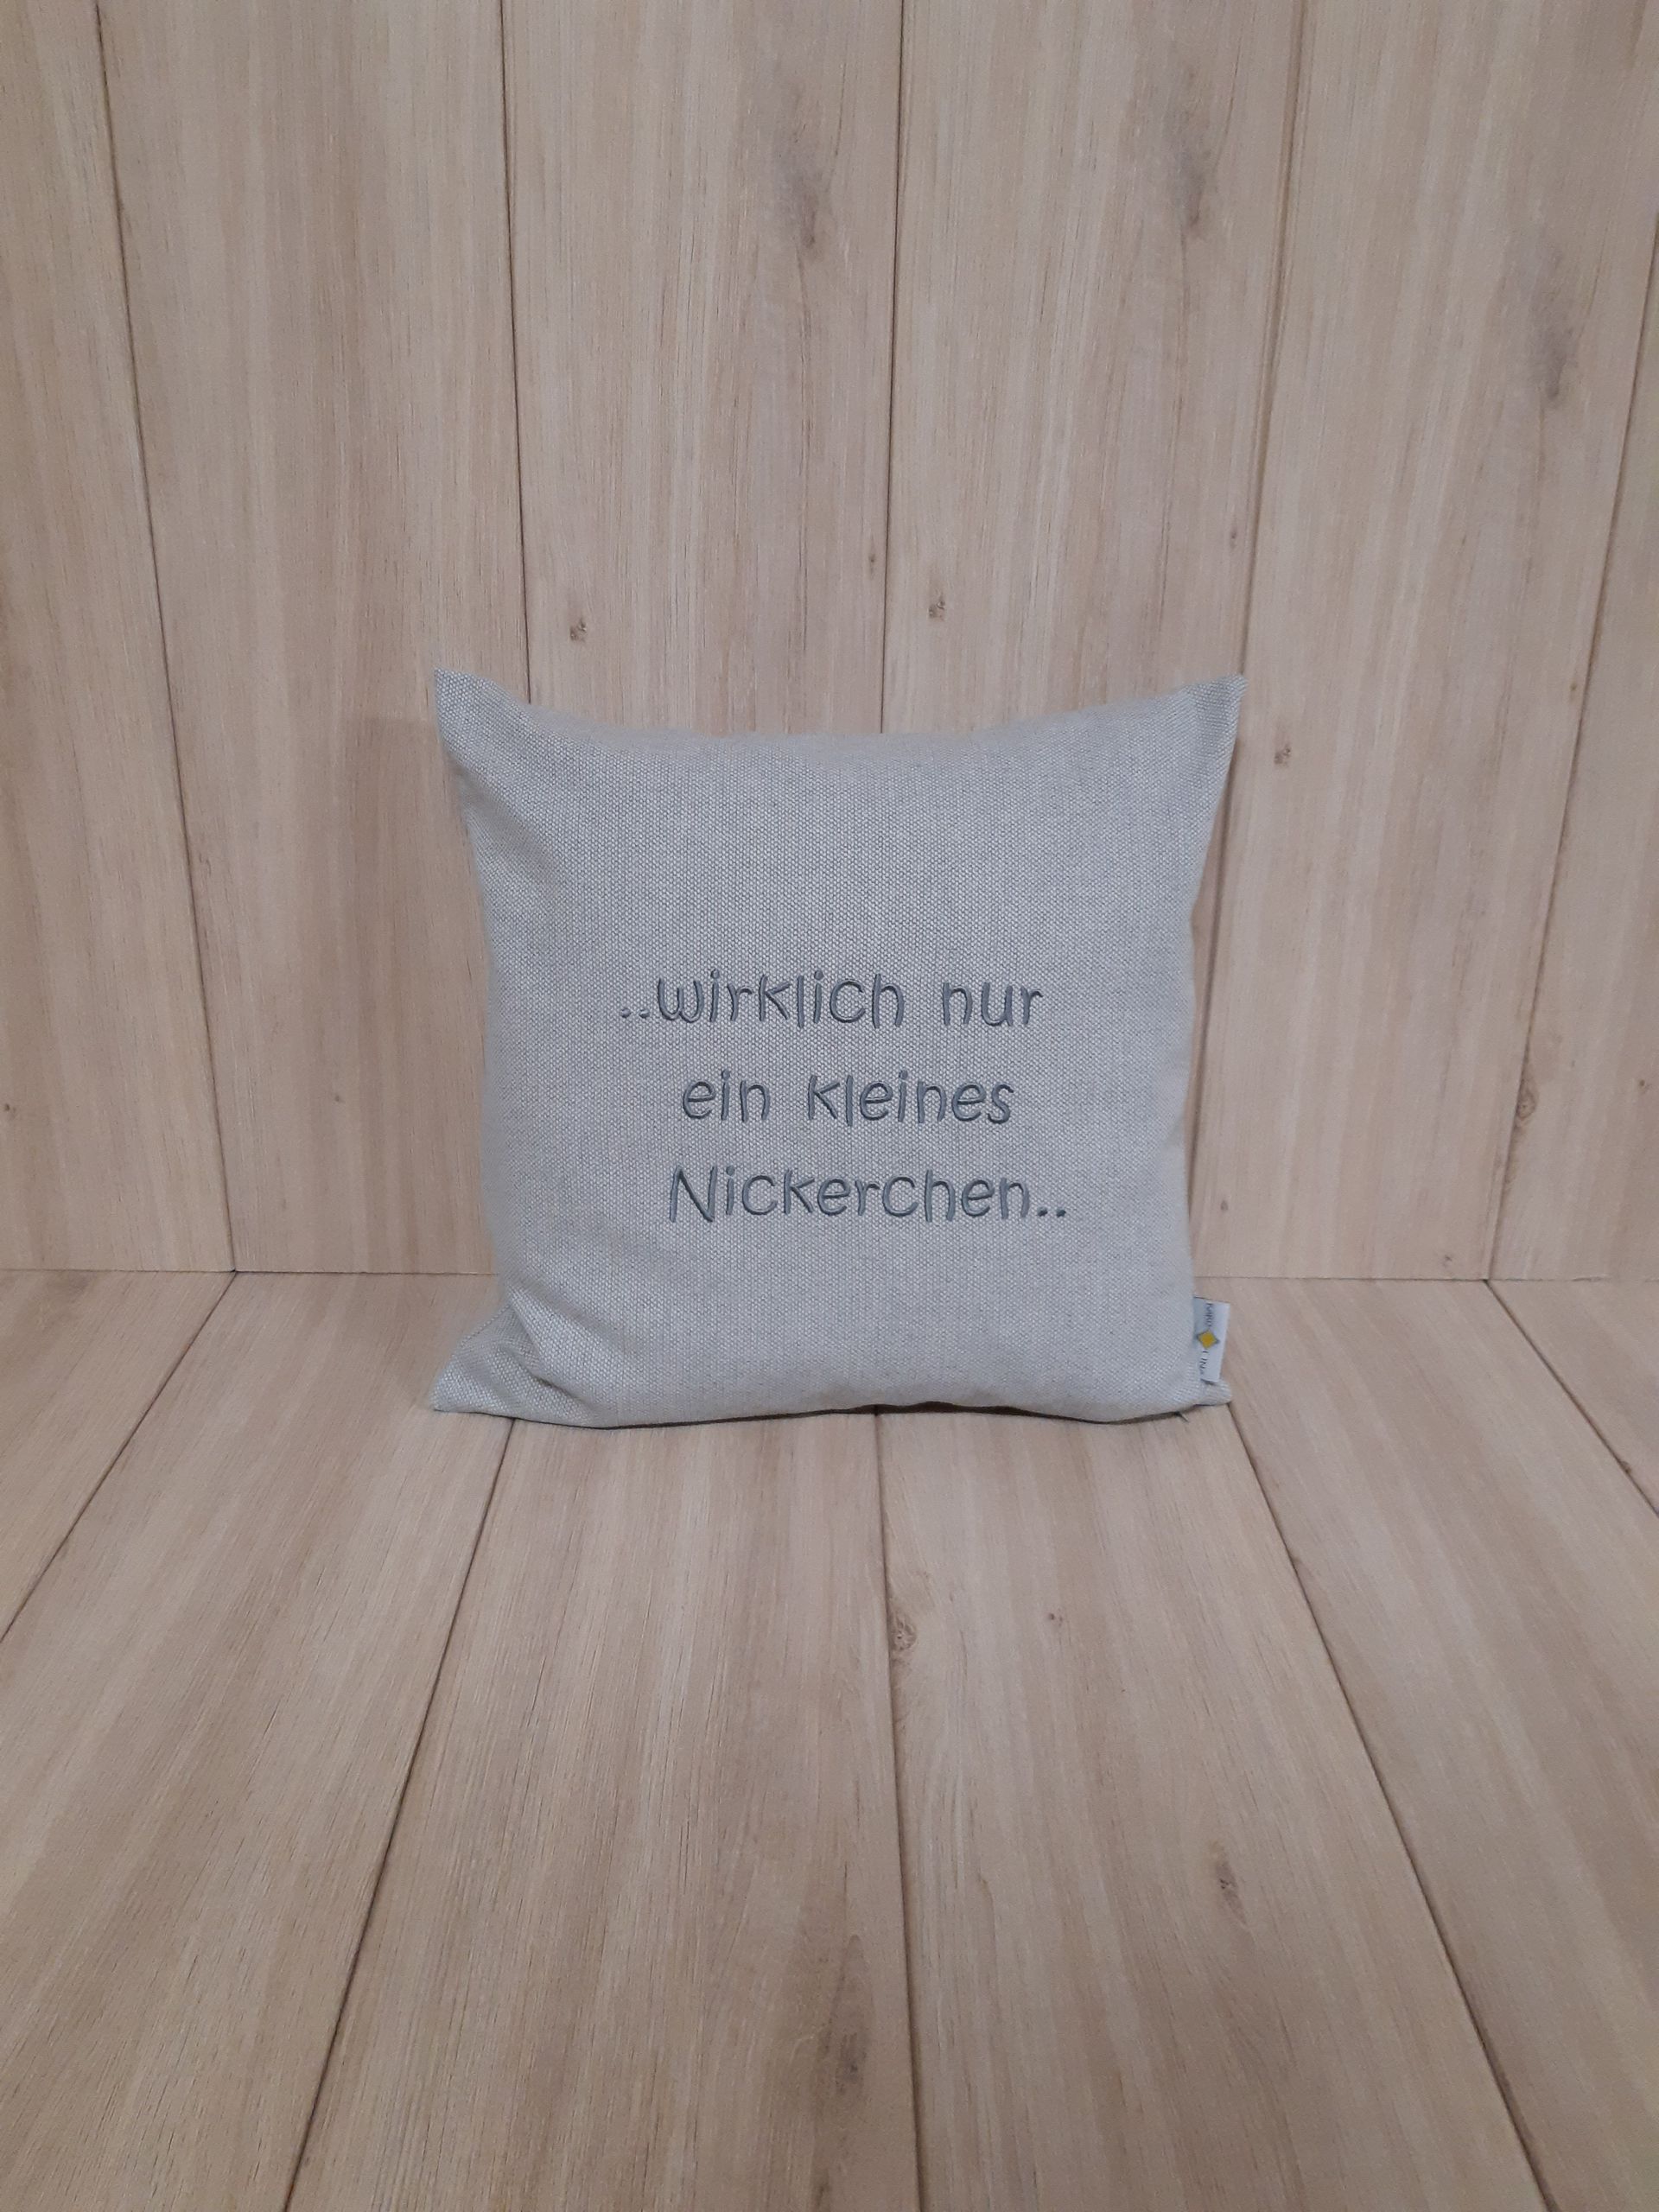 ..wirklich nur
ein kleines
Nickerchen..